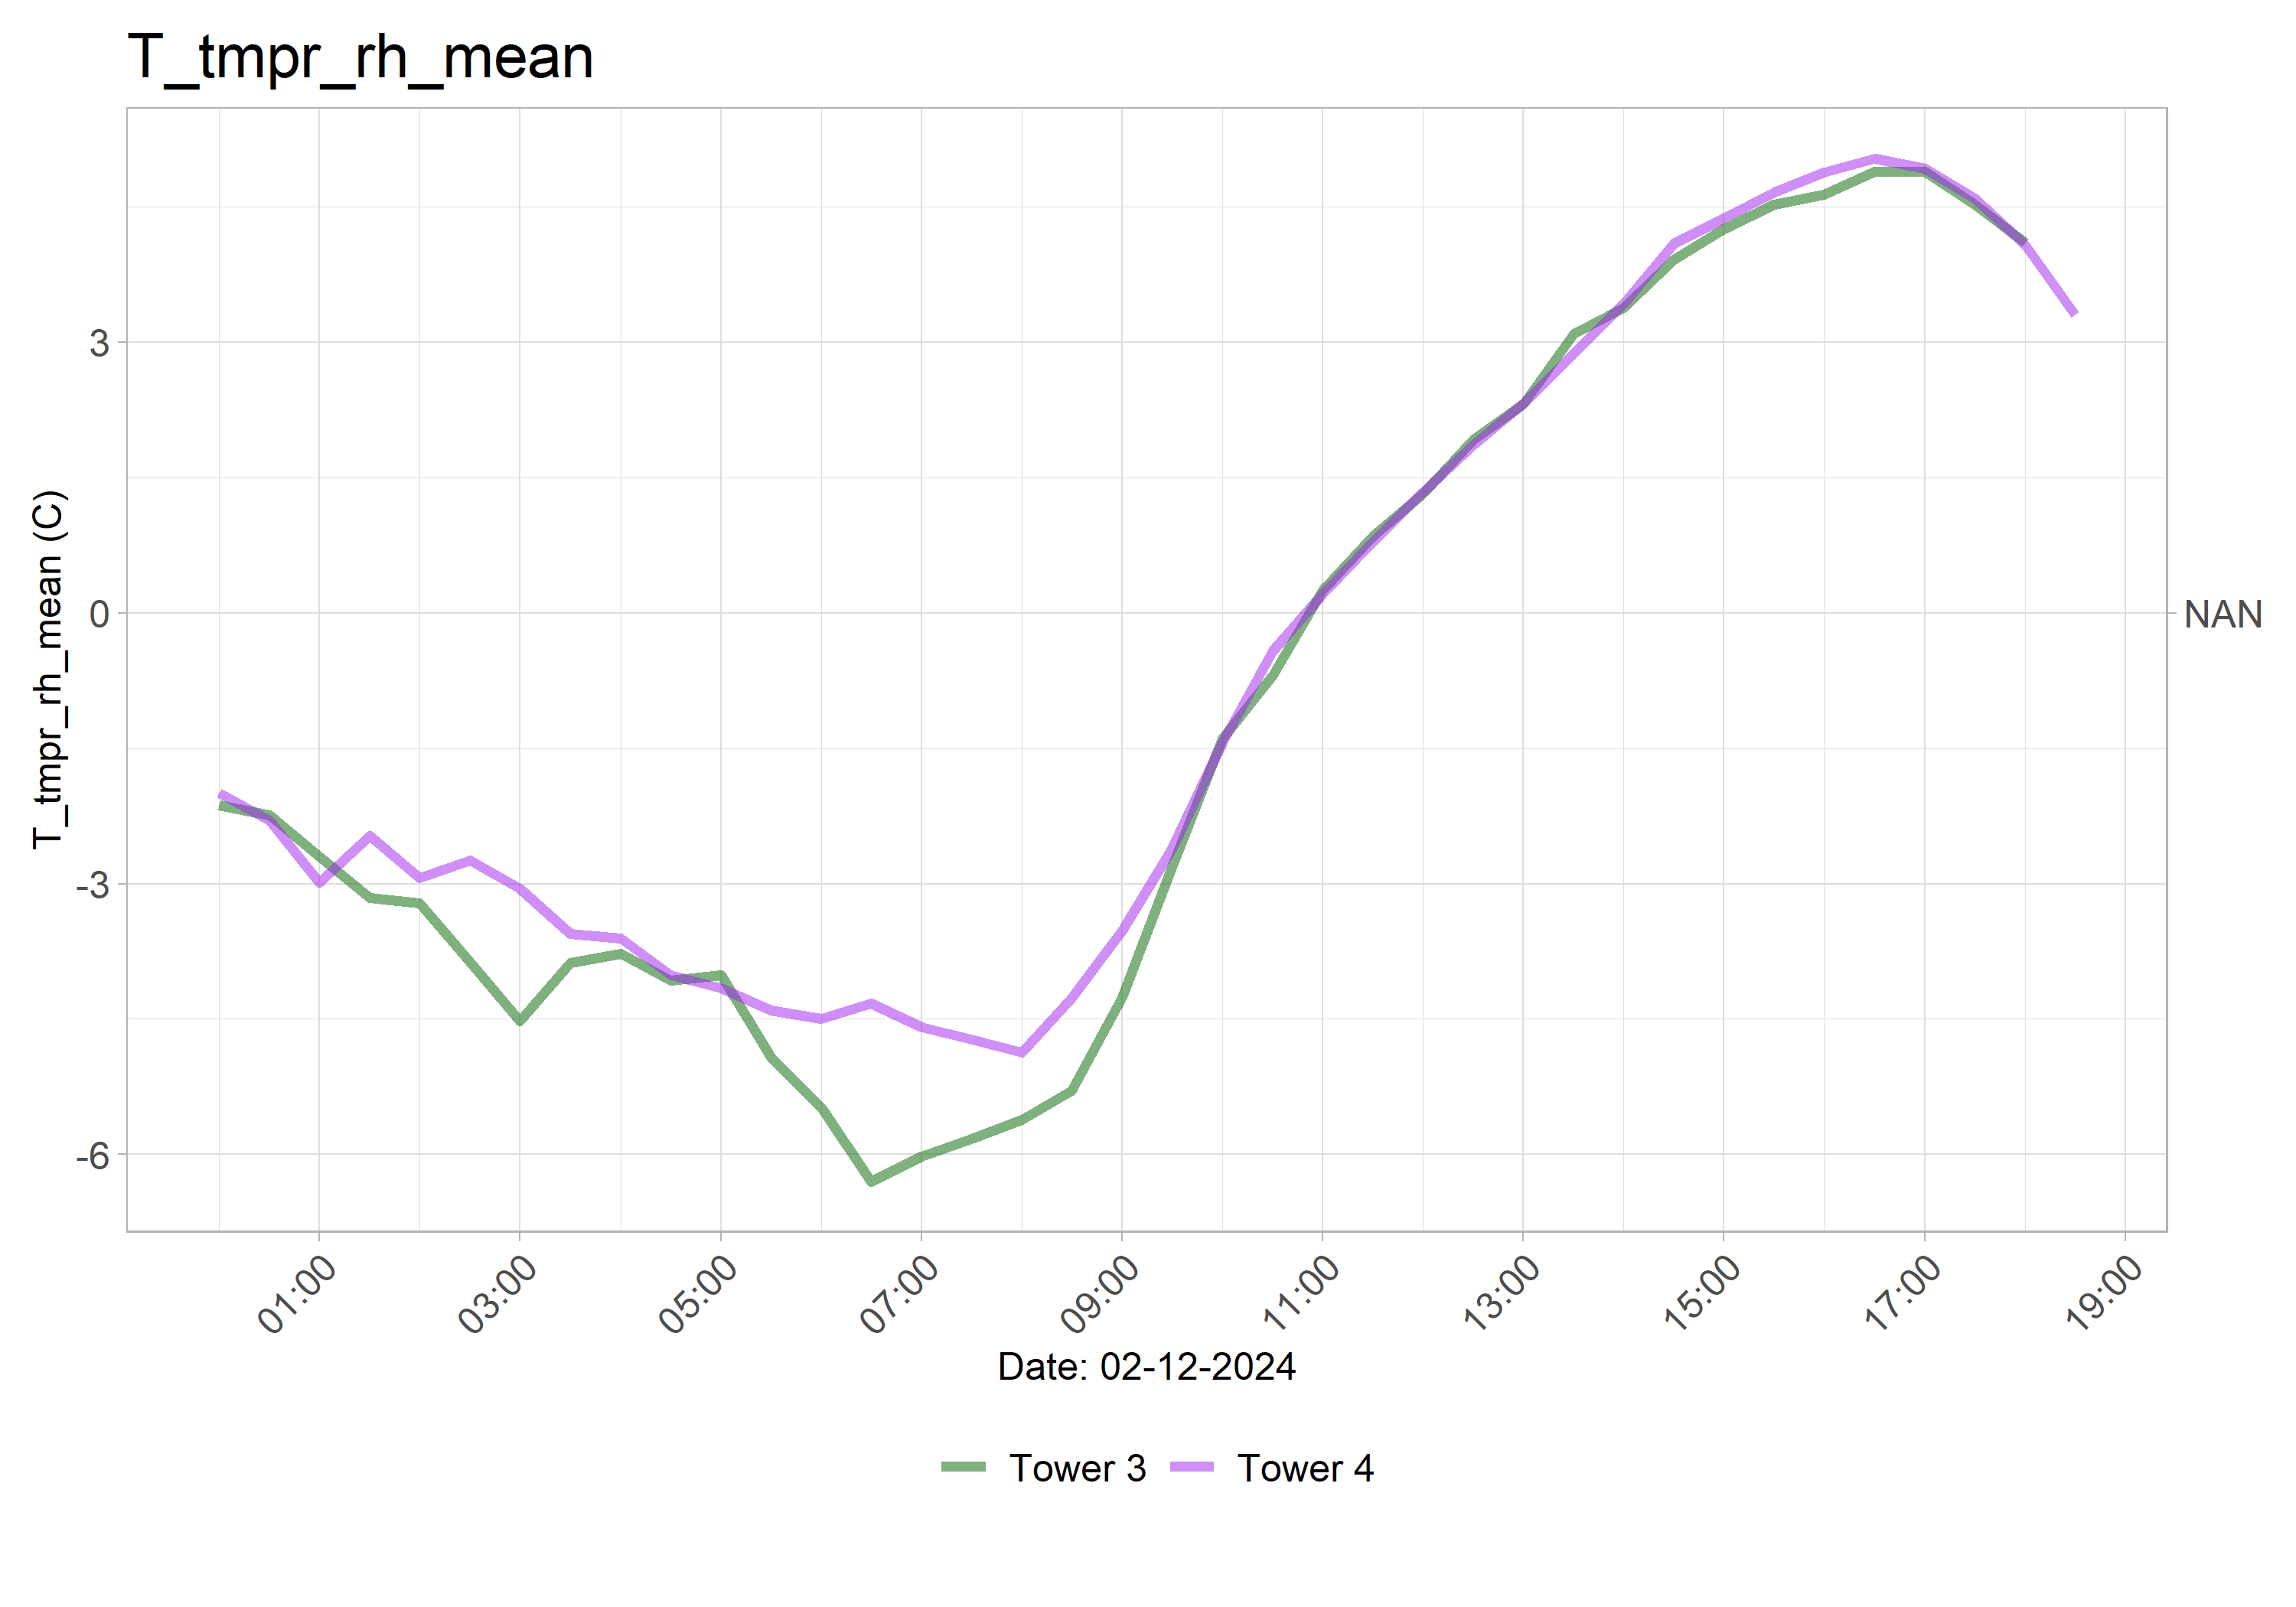 T_tmpr_rh_mean
T_tmpr_rh_mean (C)
3
0
-3
-6
NAN
01:00 03:00 05:00 07:00 09:00 11:00 13:00 15:00 17:00 19:00
Date: 02-12-2024
Tower 3 Tower 4